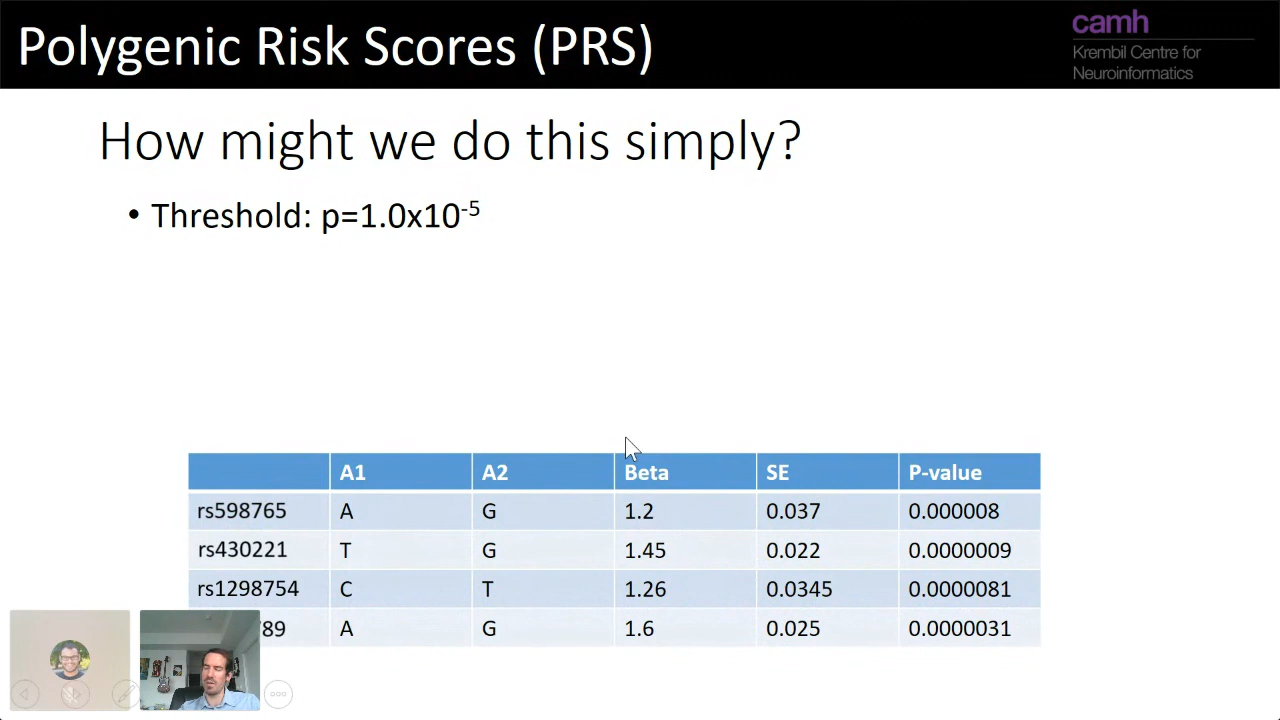 Polygenic Risk Scores (PRS)
camh
Krembil Centre for
Neuroinformatics
How might we do this simply?
• Threshold: p=1.0x10⁻⁵
A1 A2 Beta SE P-value
rs598765 A G 1.2 0.037 0.000008
rs430221 T G 1.45 0.022 0.0000009
rs1298754 C T 1.26 0.0345 0.0000081
89 A G 1.6 0.025 0.0000031